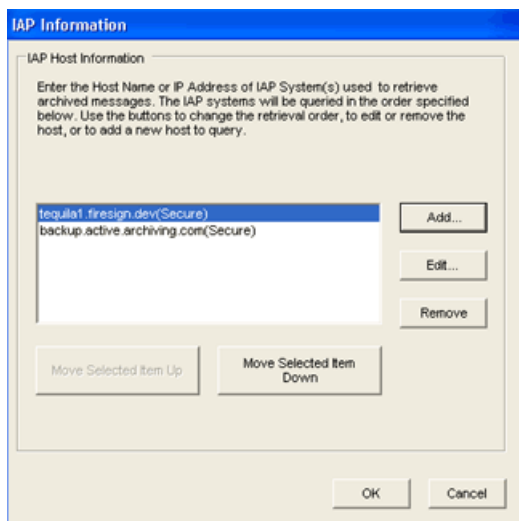 IAP Information
IAP Host Information
Enter the Host Name or IP Address of IAP System(s) used to retrieve
archived messages. The IAP systems will be queried in the order specified
below. Use the buttons to change the retrieval order, to edit or remove the
host, or to add a new host to query.
tequila1.firesign.dev(Secure)
backup.active.archiving.com(Secure)
Add...
Edit...
Remove
Move Selected Item Up
Move Selected Item
Down
OK
Cancel